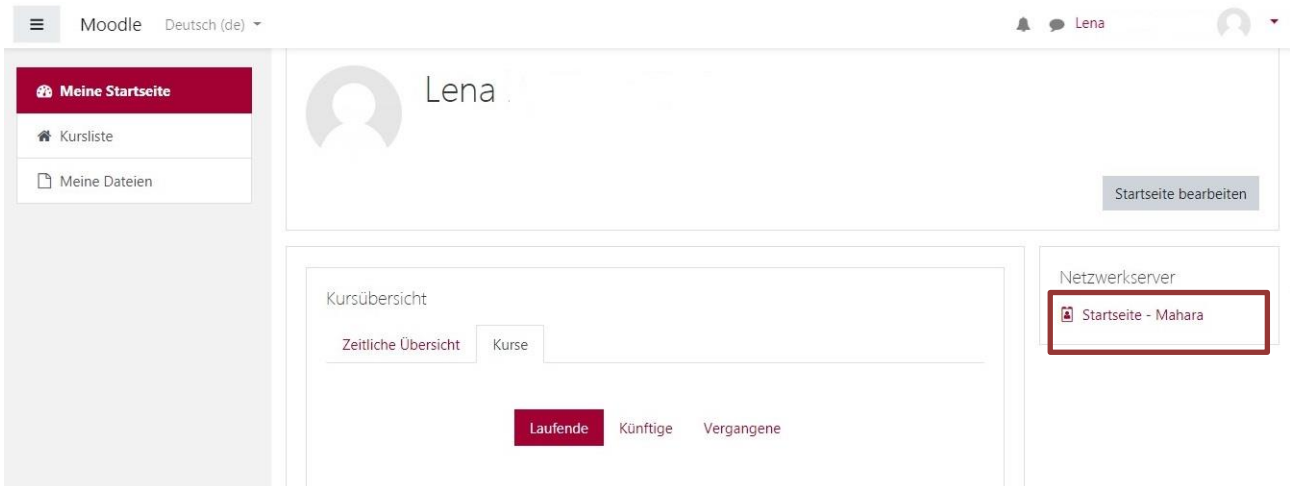 Moodle Deutsch (de) Lena
Meine Startseite
Kursliste
Meine Dateien
Lena
Startseite bearbeiten
Kursübersicht
Zeitliche Übersicht Kurse
Laufende Künftige Vergangene
Netzwerkserver
Startseite - Mahara